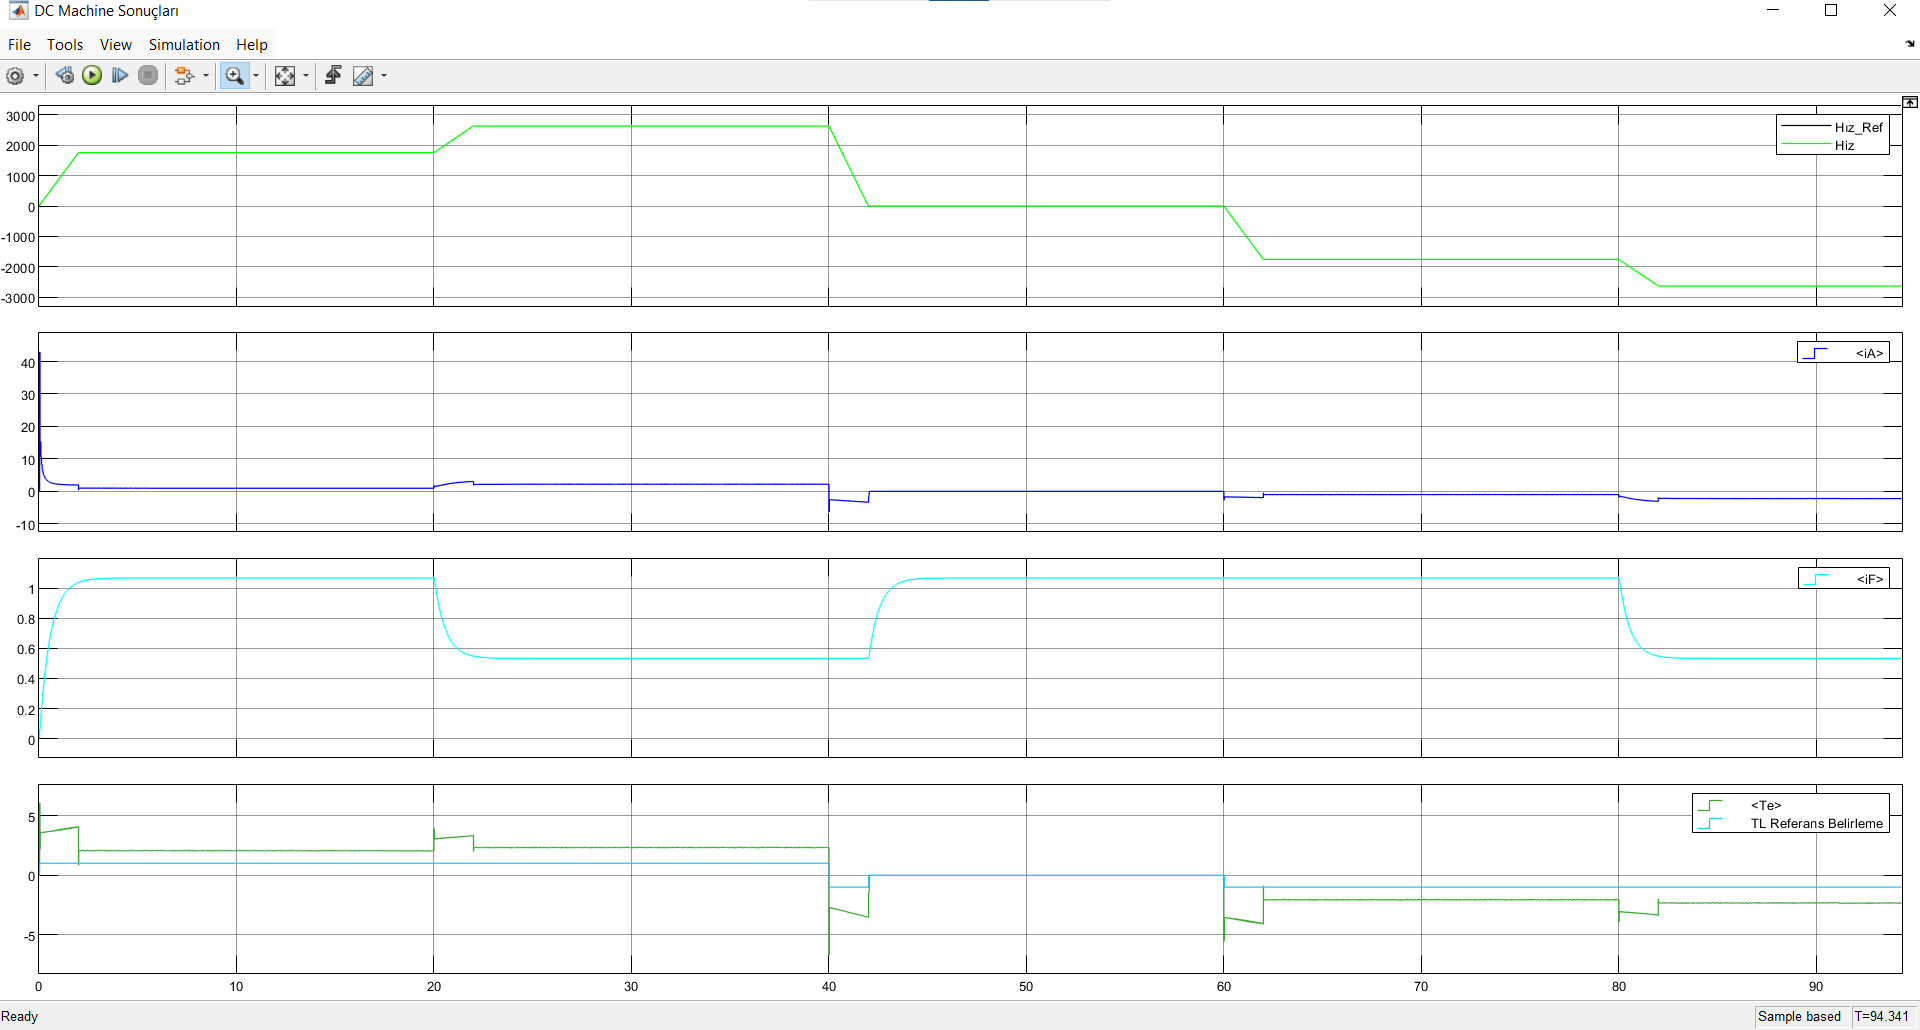 DC Machine Sonuçları
File Tools View Simulation Help
3000
2000
1000
0
-1000
-2000
-3000
Hız_Ref
Hiz
40
30
20
10
0
-10
<iA>
1
0.8
0.6
0.4
0.2
0
<iF>
5
0
-5
<Te>
TL Referans Belirleme
0 10 20 30 40 50 60 70 80 90
Ready
Sample based T=94.341